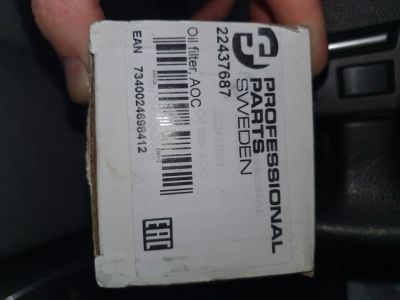 PROFESSIONAL
PARTS
SWEDEN
22437687
Oil filter, AOC
EAN 7340024698412
EAC